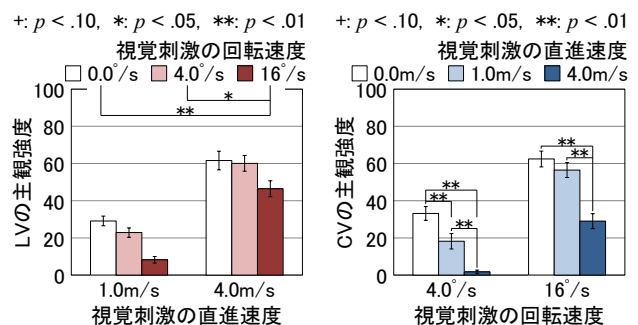 +: p < .10, *: p < .05, **: p < .01
視覚刺激の回転速度
0.0°/s 4.0°/s 16°/s
LVの主観強度
100
80
60
40
20
0
*
**
1.0m/s 4.0m/s
視覚刺激の直進速度
+: p < .10, *: p < .05, **: p < .01
視覚刺激の直進速度
0.0m/s 1.0m/s 4.0m/s
CVの主観強度
100
80
60
40
20
0
**
**
**
**
**
4.0°/s 16°/s
視覚刺激の回転速度